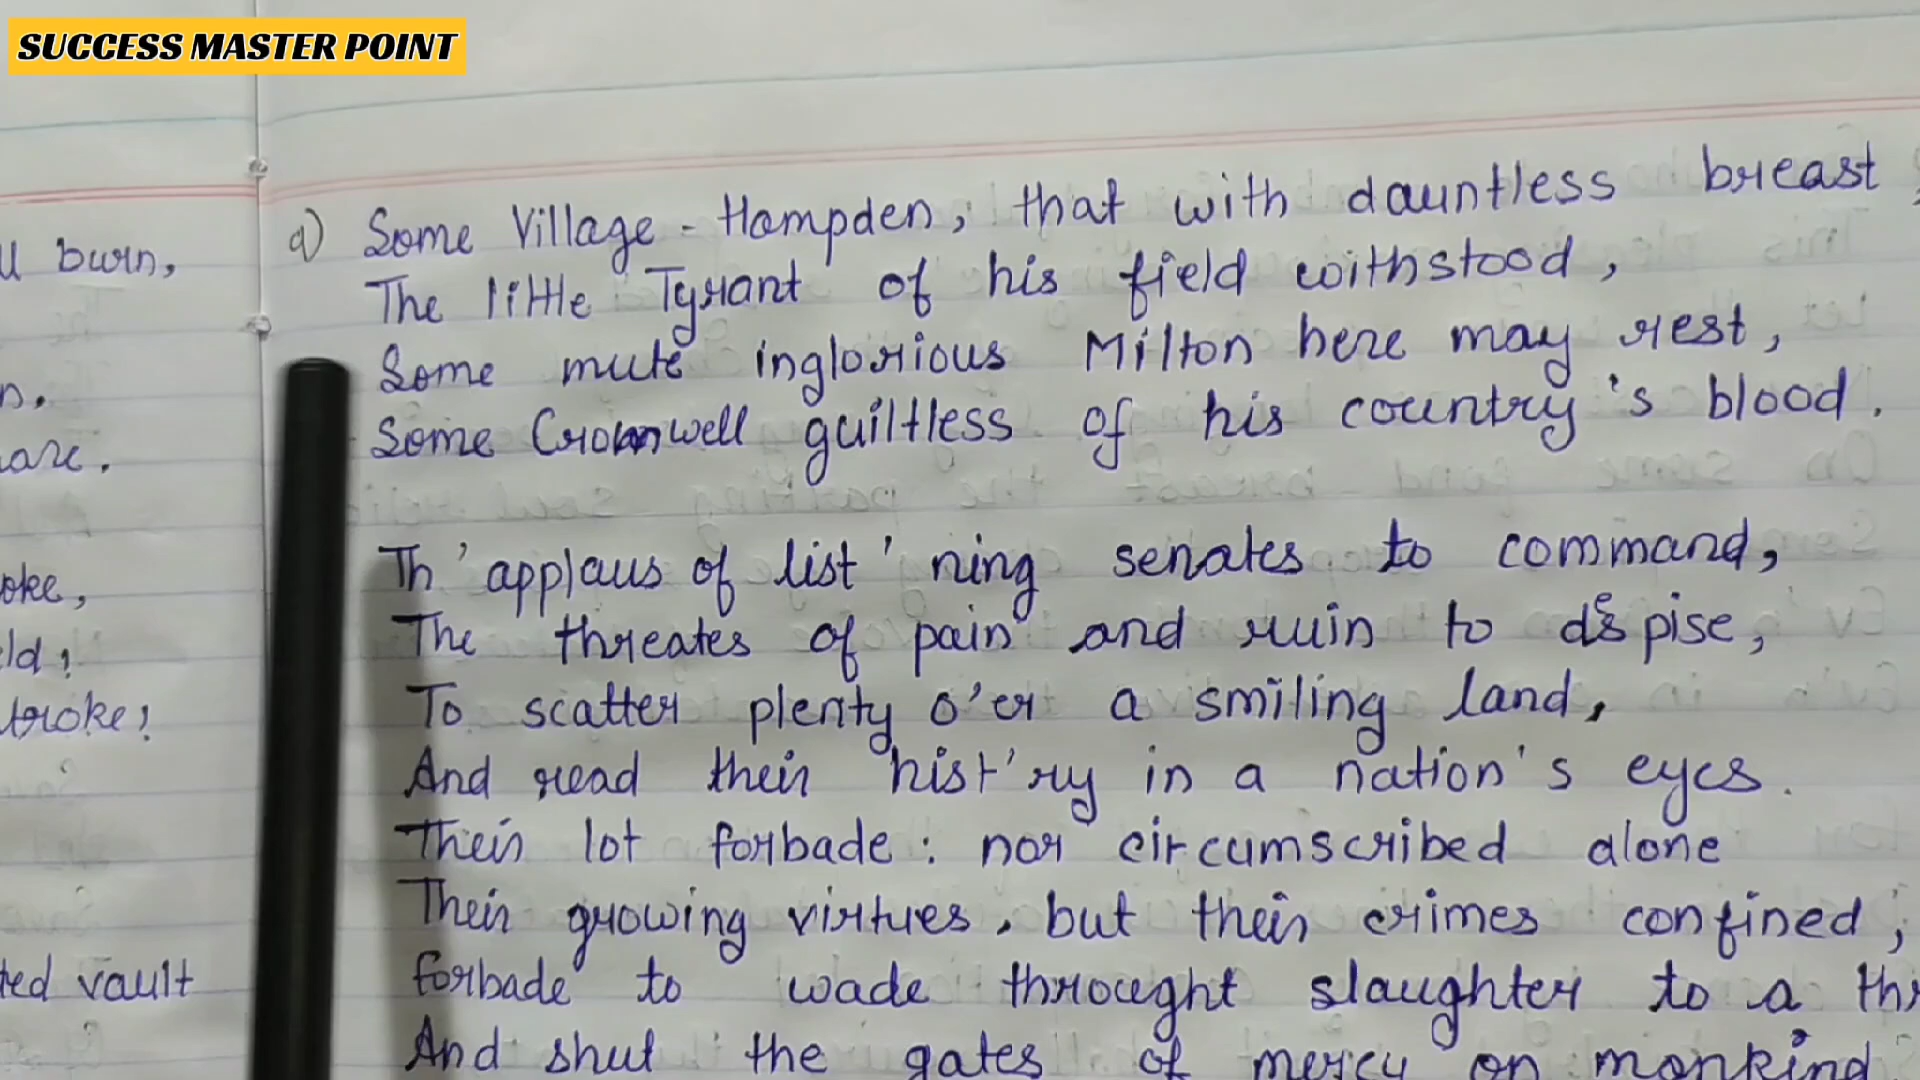 SUCCESS MASTER POINT
ll burn,
n.
are.
oke,
eld!
troke!
ted vault
a) Some Village - Hampden, that with dauntless breast
The little Tyrant of his field withstood,
Some mute inglorious Milton here may rest,
Some Cromwell guiltless of his country's blood.
Th' applaus of list'ning senates to command,
The threates of pain and ruin to despise,
To scatter plenty o'er a smiling land,
And read their hist'ry in a nation's eyes.
Their lot forbade: nor circumscribed alone
Their growing virtues, but their crimes confined;
forbade to wade throught slaughter to a thr
And shut the gates of mercy on mankind